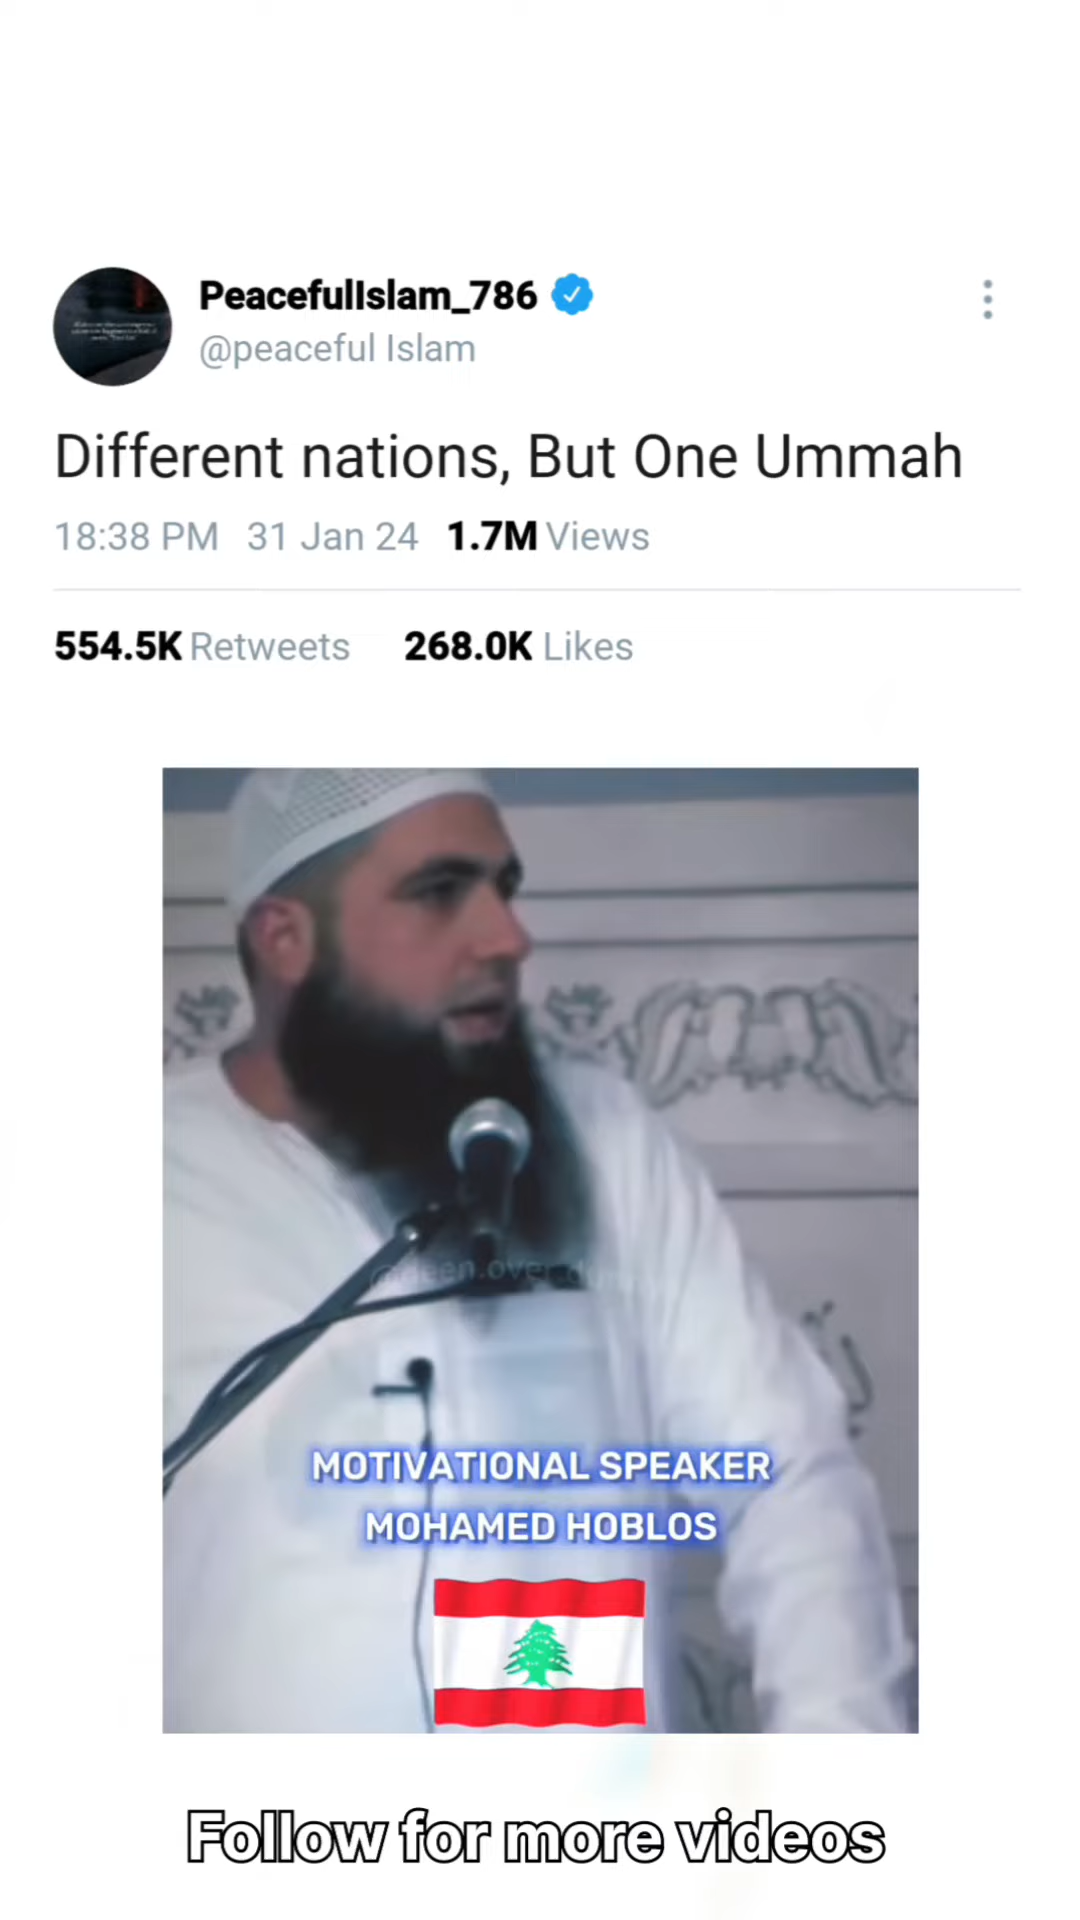 PeacefulIslam_786
@peaceful Islam
Different nations, But One Ummah
18:38 PM 31 Jan 24 1.7M Views
554.5K Retweets 268.0K Likes
MOTIVATIONAL SPEAKER
MOHAMED HOBLOS
Follow for more videos